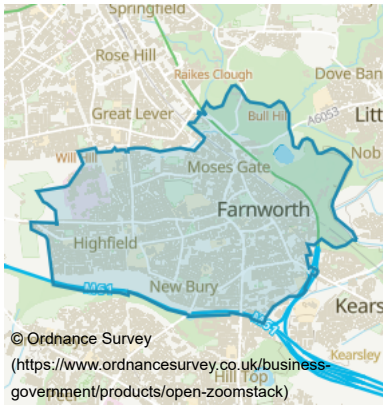 Springfield
Rose Hill
Raikes Clough
Dove Ban
Great Lever
Bull Hill
A6053
Litt
Will Hill
Nob
Moses Gate
Farnworth
Highfield
M61
New Bury
Kears
© Ordnance Survey
Kearsley
(https://www.ordnancesurvey.co.uk/business-
Hill Top
government/products/open-zoomstack)